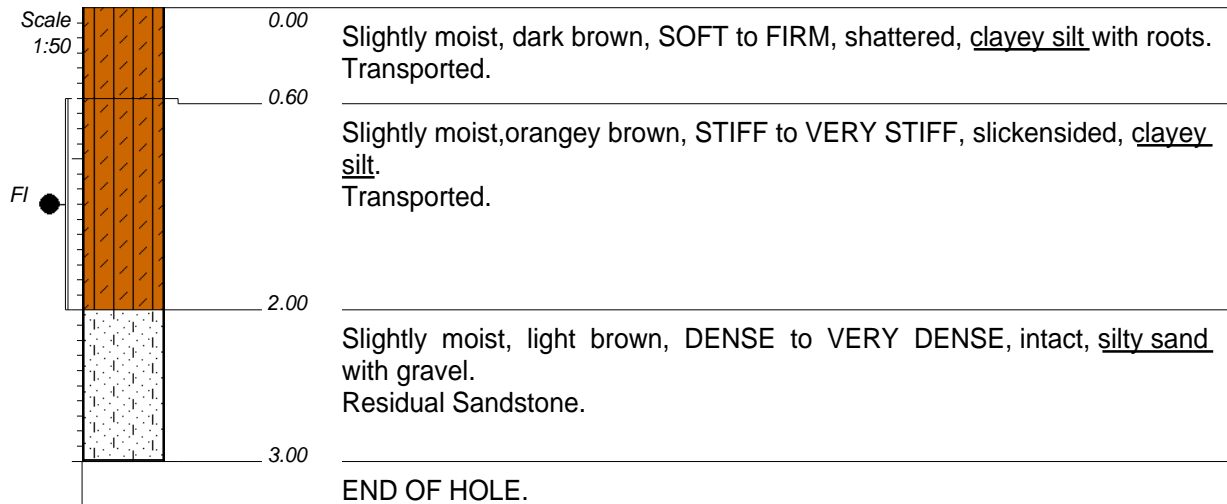 Scale
1:50
0.00
Slightly moist, dark brown, SOFT to FIRM, shattered, clayey silt with roots.
Transported.
0.60
Slightly moist,orangey brown, STIFF to VERY STIFF, slickensided, clayey
silt.
Transported.
FI
2.00
Slightly moist, light brown, DENSE to VERY DENSE, intact, silty sand
with gravel.
Residual Sandstone.
3.00
END OF HOLE.